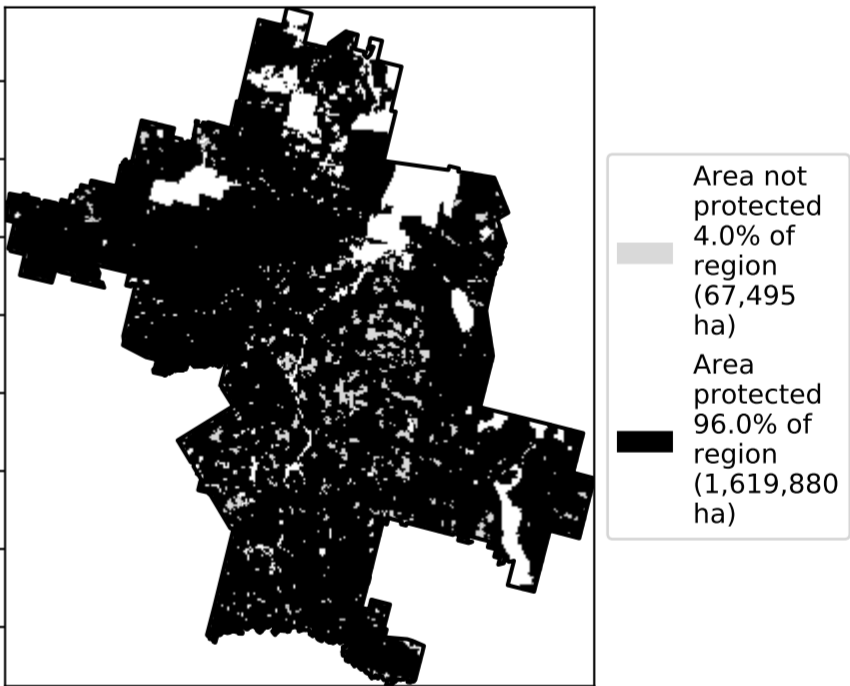 Area not
protected
4.0% of
region
(67,495
ha)
Area
protected
96.0% of
region
(1,619,880
ha)